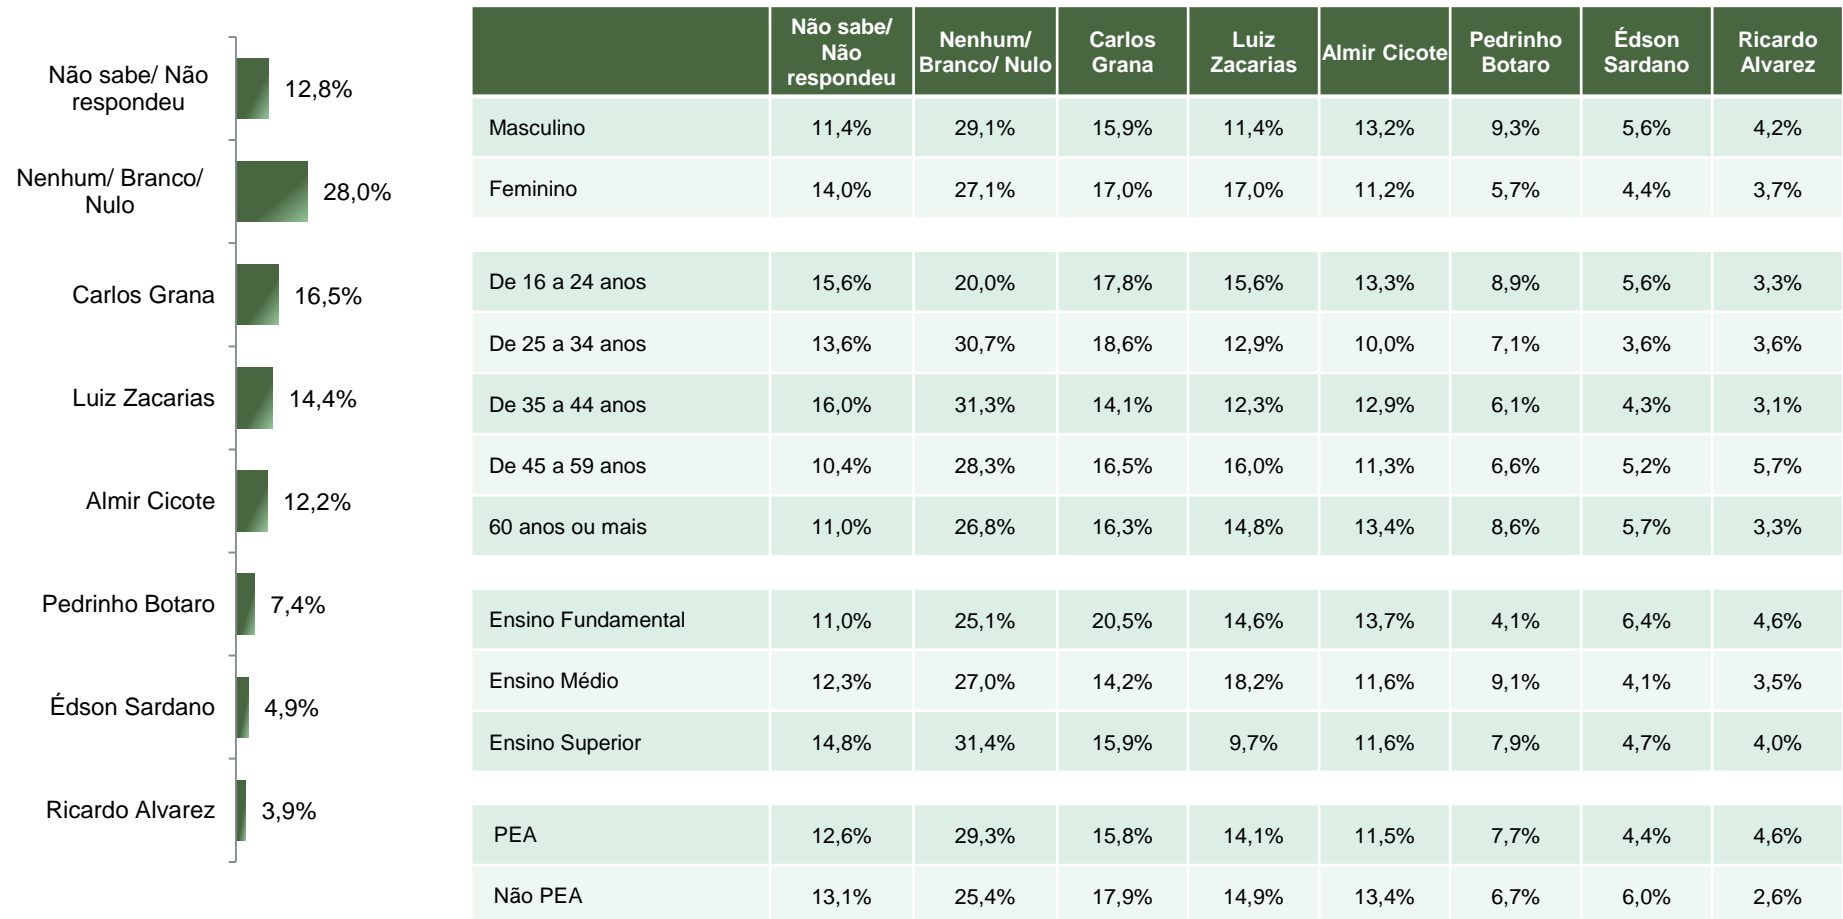 Não sabe/ Não
respondeu
12,8%
Nenhum/ Branco/
Nulo
28,0%
Carlos Grana
16,5%
Luiz Zacarias
14,4%
Almir Cicote
12,2%
Pedrinho Botaro
7,4%
Édson Sardano
4,9%
Ricardo Alvarez
3,9%
Não sabe/
Não
respondeu
Nenhum/
Branco/ Nulo
Carlos
Grana
Luiz
Zacarias
Almir Cicote
Pedrinho
Botaro
Édson
Sardano
Ricardo
Alvarez
Masculino 11,4% 29,1% 15,9% 11,4% 13,2% 9,3% 5,6% 4,2%
Feminino 14,0% 27,1% 17,0% 17,0% 11,2% 5,7% 4,4% 3,7%
De 16 a 24 anos 15,6% 20,0% 17,8% 15,6% 13,3% 8,9% 5,6% 3,3%
De 25 a 34 anos 13,6% 30,7% 18,6% 12,9% 10,0% 7,1% 3,6% 3,6%
De 35 a 44 anos 16,0% 31,3% 14,1% 12,3% 12,9% 6,1% 4,3% 3,1%
De 45 a 59 anos 10,4% 28,3% 16,5% 16,0% 11,3% 6,6% 5,2% 5,7%
60 anos ou mais 11,0% 26,8% 16,3% 14,8% 13,4% 8,6% 5,7% 3,3%
Ensino Fundamental 11,0% 25,1% 20,5% 14,6% 13,7% 4,1% 6,4% 4,6%
Ensino Médio 12,3% 27,0% 14,2% 18,2% 11,6% 9,1% 4,1% 3,5%
Ensino Superior 14,8% 31,4% 15,9% 9,7% 11,6% 7,9% 4,7% 4,0%
PEA 12,6% 29,3% 15,8% 14,1% 11,5% 7,7% 4,4% 4,6%
Não PEA 13,1% 25,4% 17,9% 14,9% 13,4% 6,7% 6,0% 2,6%